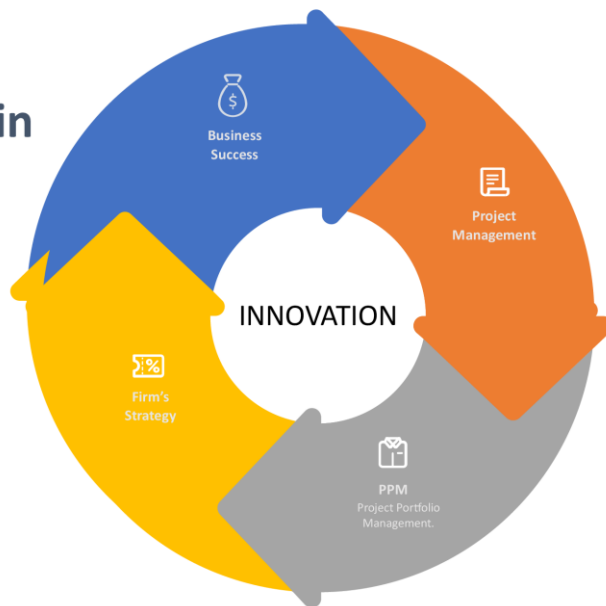 in
Business
Success
$
Project
Management
INNOVATION
%
Firm's
Strategy
PPM
Project Portfolio
Management.